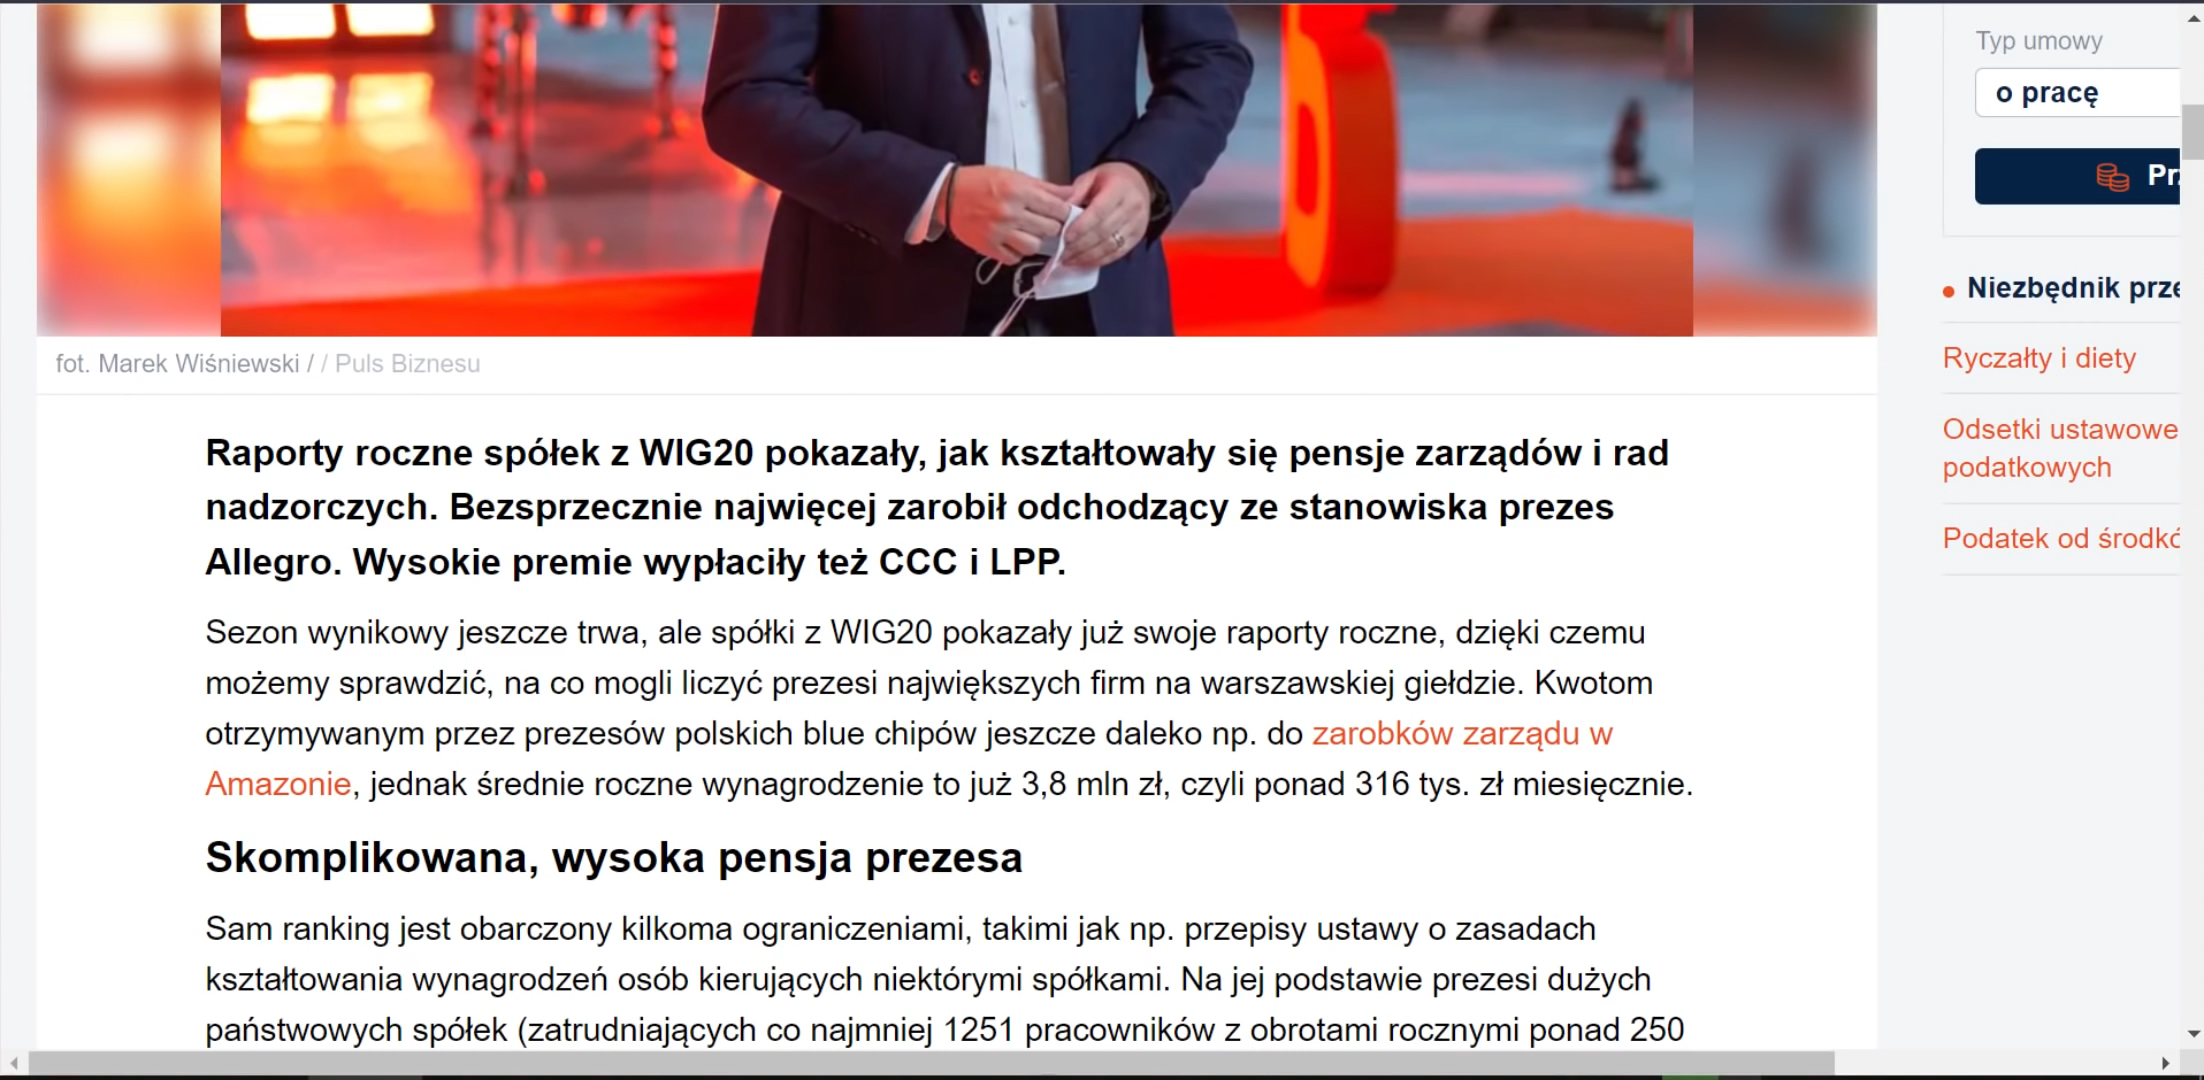 fot. Marek Wiśniewski / / Puls Biznesu
Raporty roczne spółek z WIG20 pokazały, jak kształtowały się pensje zarządów i rad
nadzorczych. Bezsprzecznie najwięcej zarobił odchodzący ze stanowiska prezes
Allegro. Wysokie premie wypłaciły też CCC i LPP.
Sezon wynikowy jeszcze trwa, ale spółki z WIG20 pokazały już swoje raporty roczne, dzięki czemu
możemy sprawdzić, na co mogli liczyć prezesi największych firm na warszawskiej giełdzie. Kwotom
otrzymywanym przez prezesów polskich blue chipów jeszcze daleko np. do zarobków zarządu w
Amazonie, jednak średnie roczne wynagrodzenie to już 3,8 mln zł, czyli ponad 316 tys. zł miesięcznie.
Skomplikowana, wysoka pensja prezesa
Sam ranking jest obarczony kilkoma ograniczeniami, takimi jak np. przepisy ustawy o zasadach
kształtowania wynagrodzeń osób kierujących niektórymi spółkami. Na jej podstawie prezesi dużych
państwowych spółek (zatrudniających co najmniej 1251 pracowników z obrotami rocznymi ponad 250
Typ umowy
o pracę
Niezbędnik
Ryczałty i diety
Odsetki ustawowe
podatkowych
Podatek od